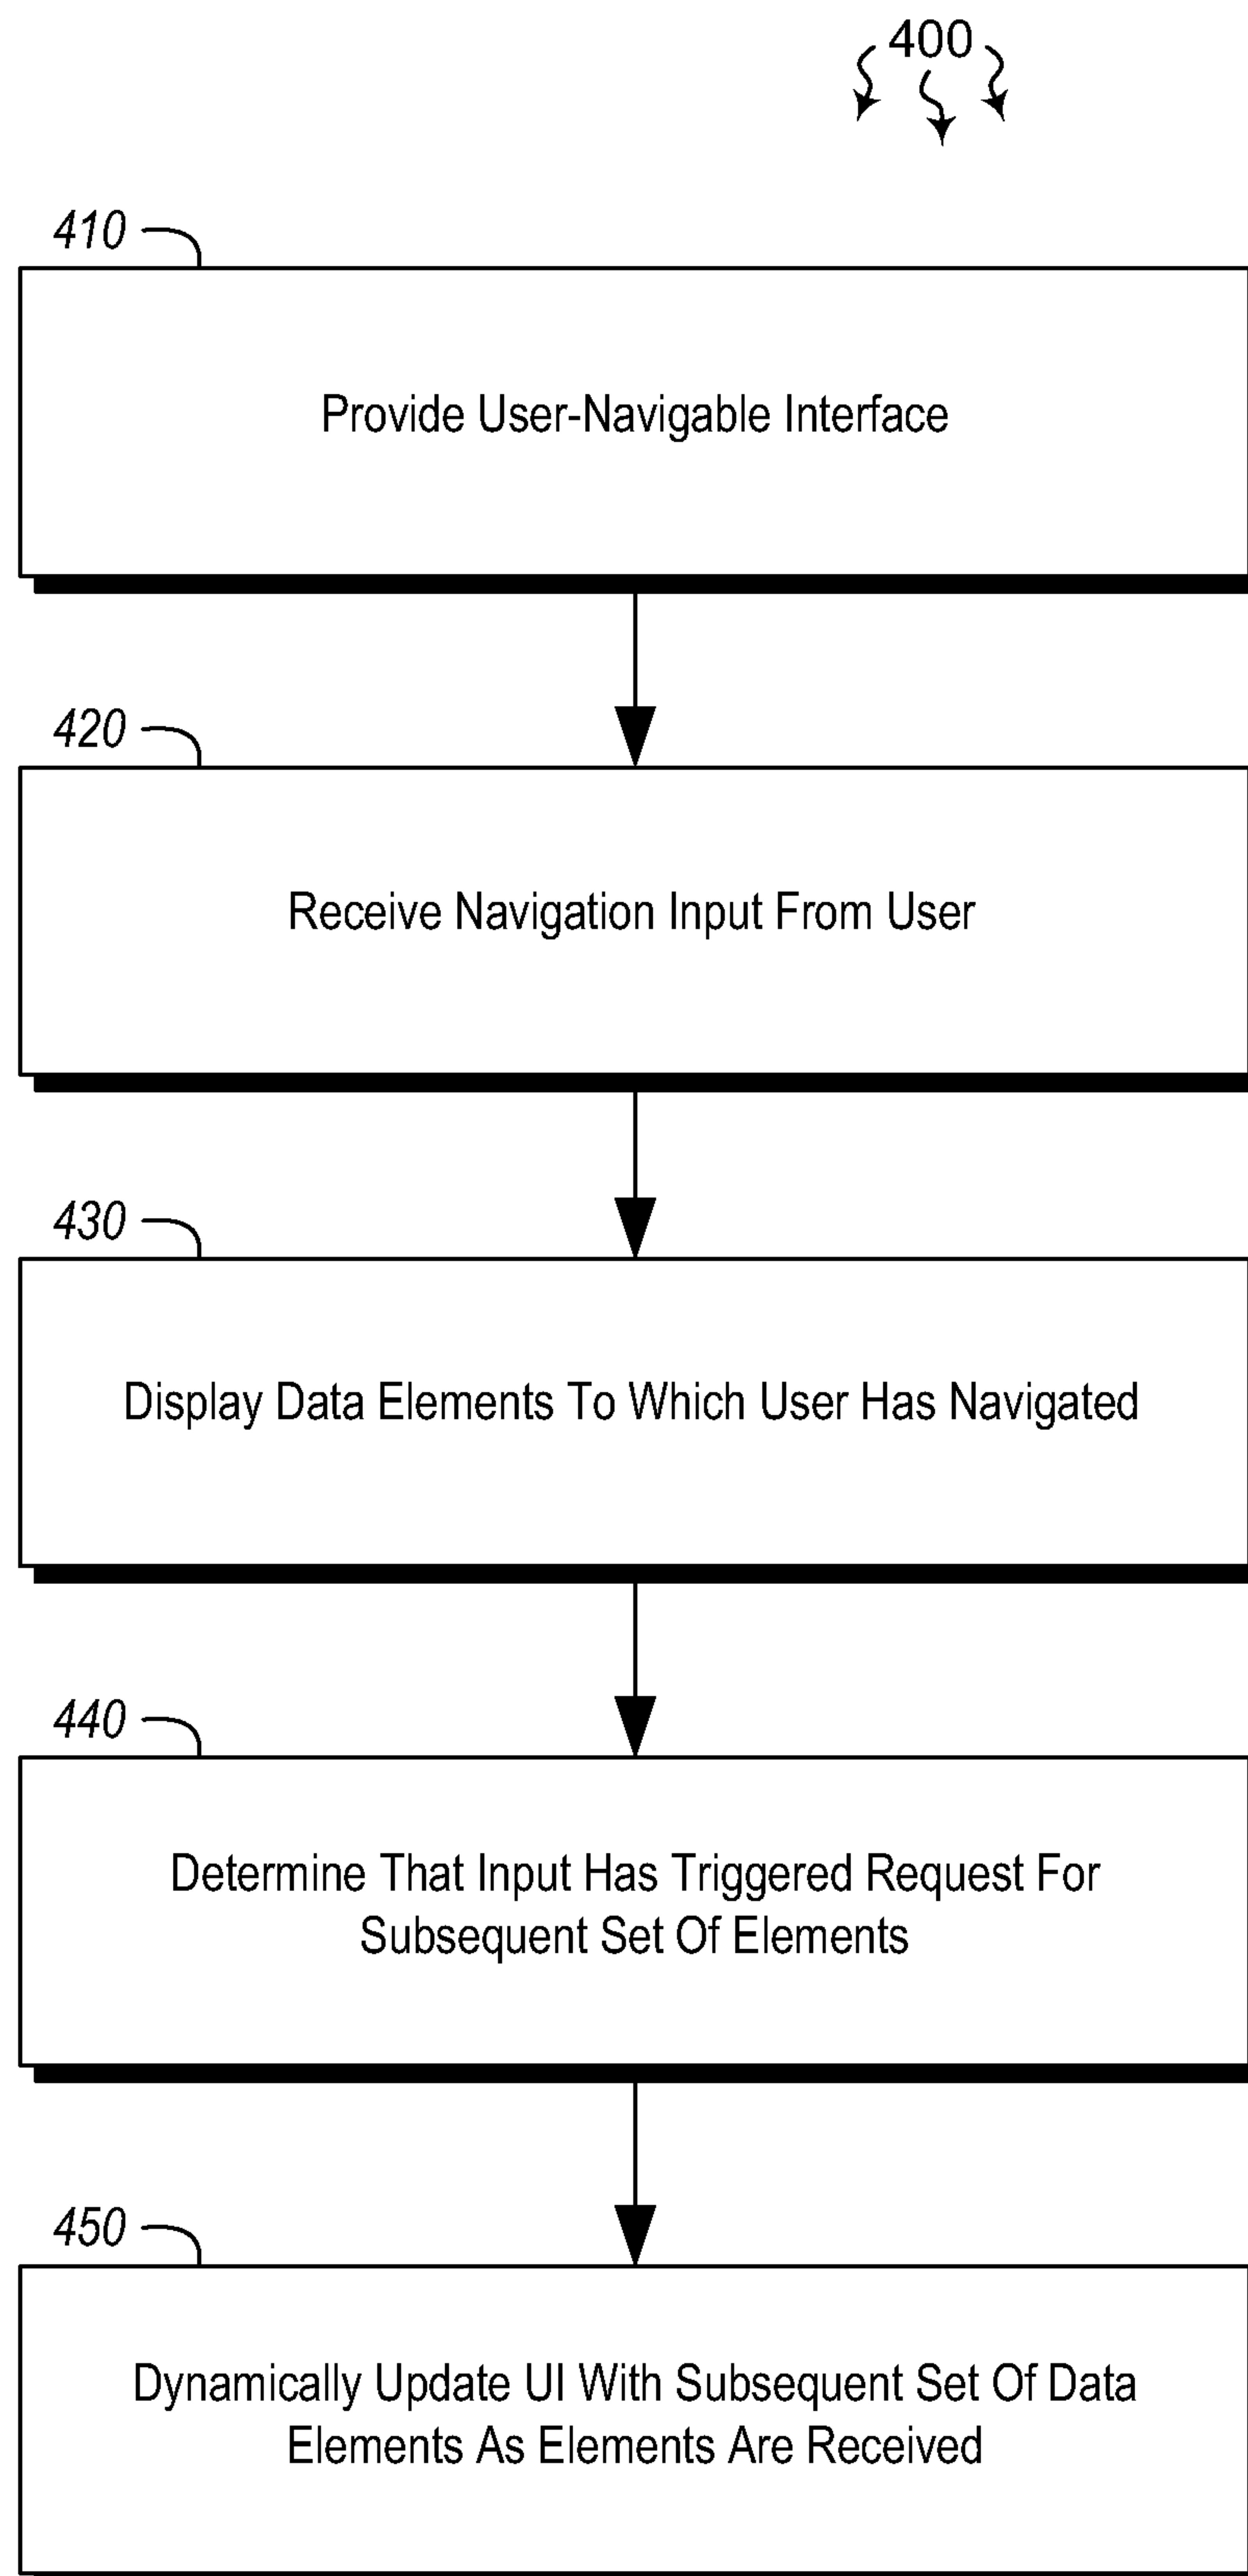 400
410
Provide User-Navigable Interface
420
Receive Navigation Input From User
430
Display Data Elements To Which User Has Navigated
440
Determine That Input Has Triggered Request For
Subsequent Set Of Elements
450
Dynamically Update UI With Subsequent Set Of Data
Elements As Elements Are Received